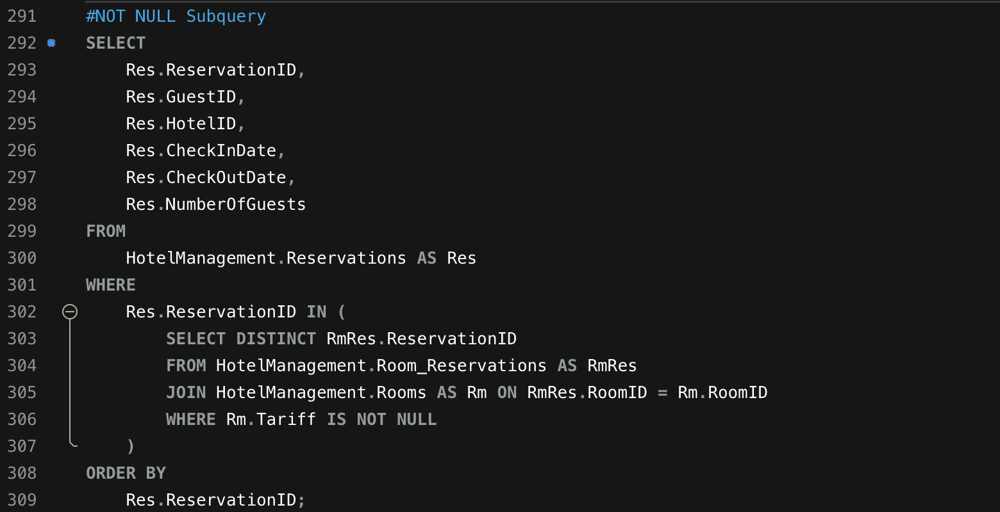 291 #NOT NULL Subquery
292 SELECT
293 Res.ReservationID,
294 Res.GuestID,
295 Res.HotelID,
296 Res.CheckInDate,
297 Res.CheckOutDate,
298 Res.NumberOfGuests
299 FROM
300 HotelManagement.Reservations AS Res
301 WHERE
302 Res.ReservationID IN (
303 SELECT DISTINCT RmRes.ReservationID
304 FROM HotelManagement.Room_Reservations AS RmRes
305 JOIN HotelManagement.Rooms AS Rm ON RmRes.RoomID = Rm.RoomID
306 WHERE Rm.Tariff IS NOT NULL
307 )
308 ORDER BY
309 Res.ReservationID;